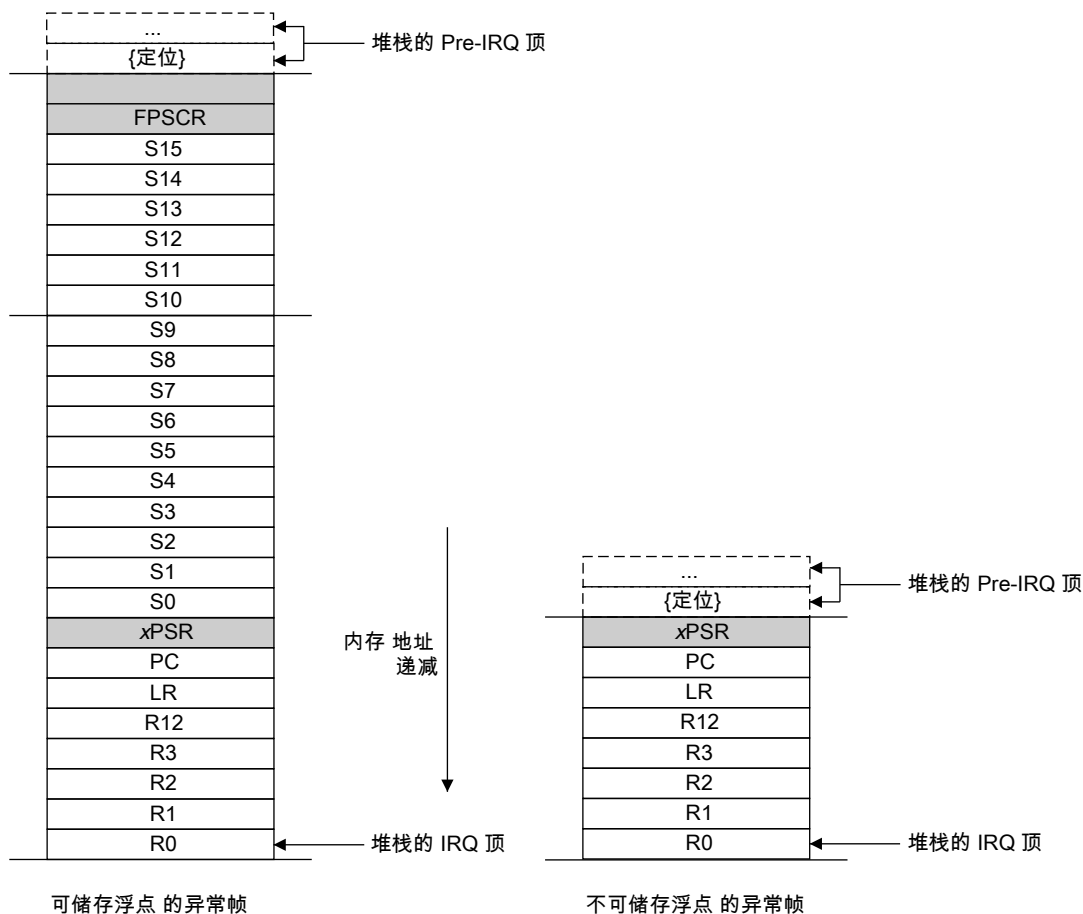 ...
堆栈的 Pre-IRQ 顶
{定位}
FPSCR
S15
S14
S13
S12
S11
S10
S9
S8
S7
S6
S5
S4
S3
S2
S1
S0
xPSR
PC
LR
R12
R3
R2
R1
R0
堆栈的 IRQ 顶
可储存浮点 的异常帧
内存 地址
递减
...
堆栈的 Pre-IRQ 顶
{定位}
xPSR
PC
LR
R12
R3
R2
R1
R0
堆栈的 IRQ 顶
不可储存浮点 的异常帧